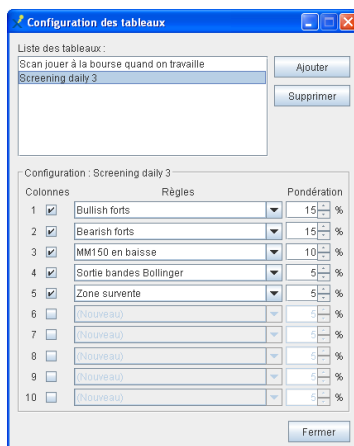 Configuration des tableaux
Liste des tableaux :
Scan jouer à la bourse quand on travaille
Screening daily 3
Ajouter
Supprimer
Configuration : Screening daily 3
Colonnes Règles Pondération
1 Bullish forts 15 %
2 Bearish forts 15 %
3 MM150 en baisse 10 %
4 Sortie bandes Bollinger 5 %
5 Zone survente 5 %
6 (Nouveau) 5 %
7 (Nouveau) 5 %
8 (Nouveau) 5 %
9 (Nouveau) 5 %
10 (Nouveau) 5 %
Fermer